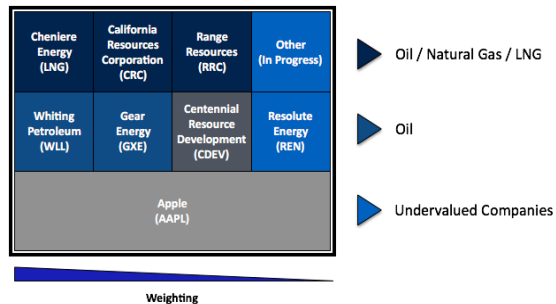 Cheniere
Energy
(LNG)
California
Resources
Corporation
(CRC)
Range
Resources
(RRC)
Other
(In Progress)
Oil / Natural Gas / LNG
Whiting
Petroleum
(WLL)
Gear
Energy
(GXE)
Centennial
Resource
Development
(CDEV)
Resolute
Energy
(REN)
Oil
Apple
(AAPL)
Undervalued Companies
Weighting